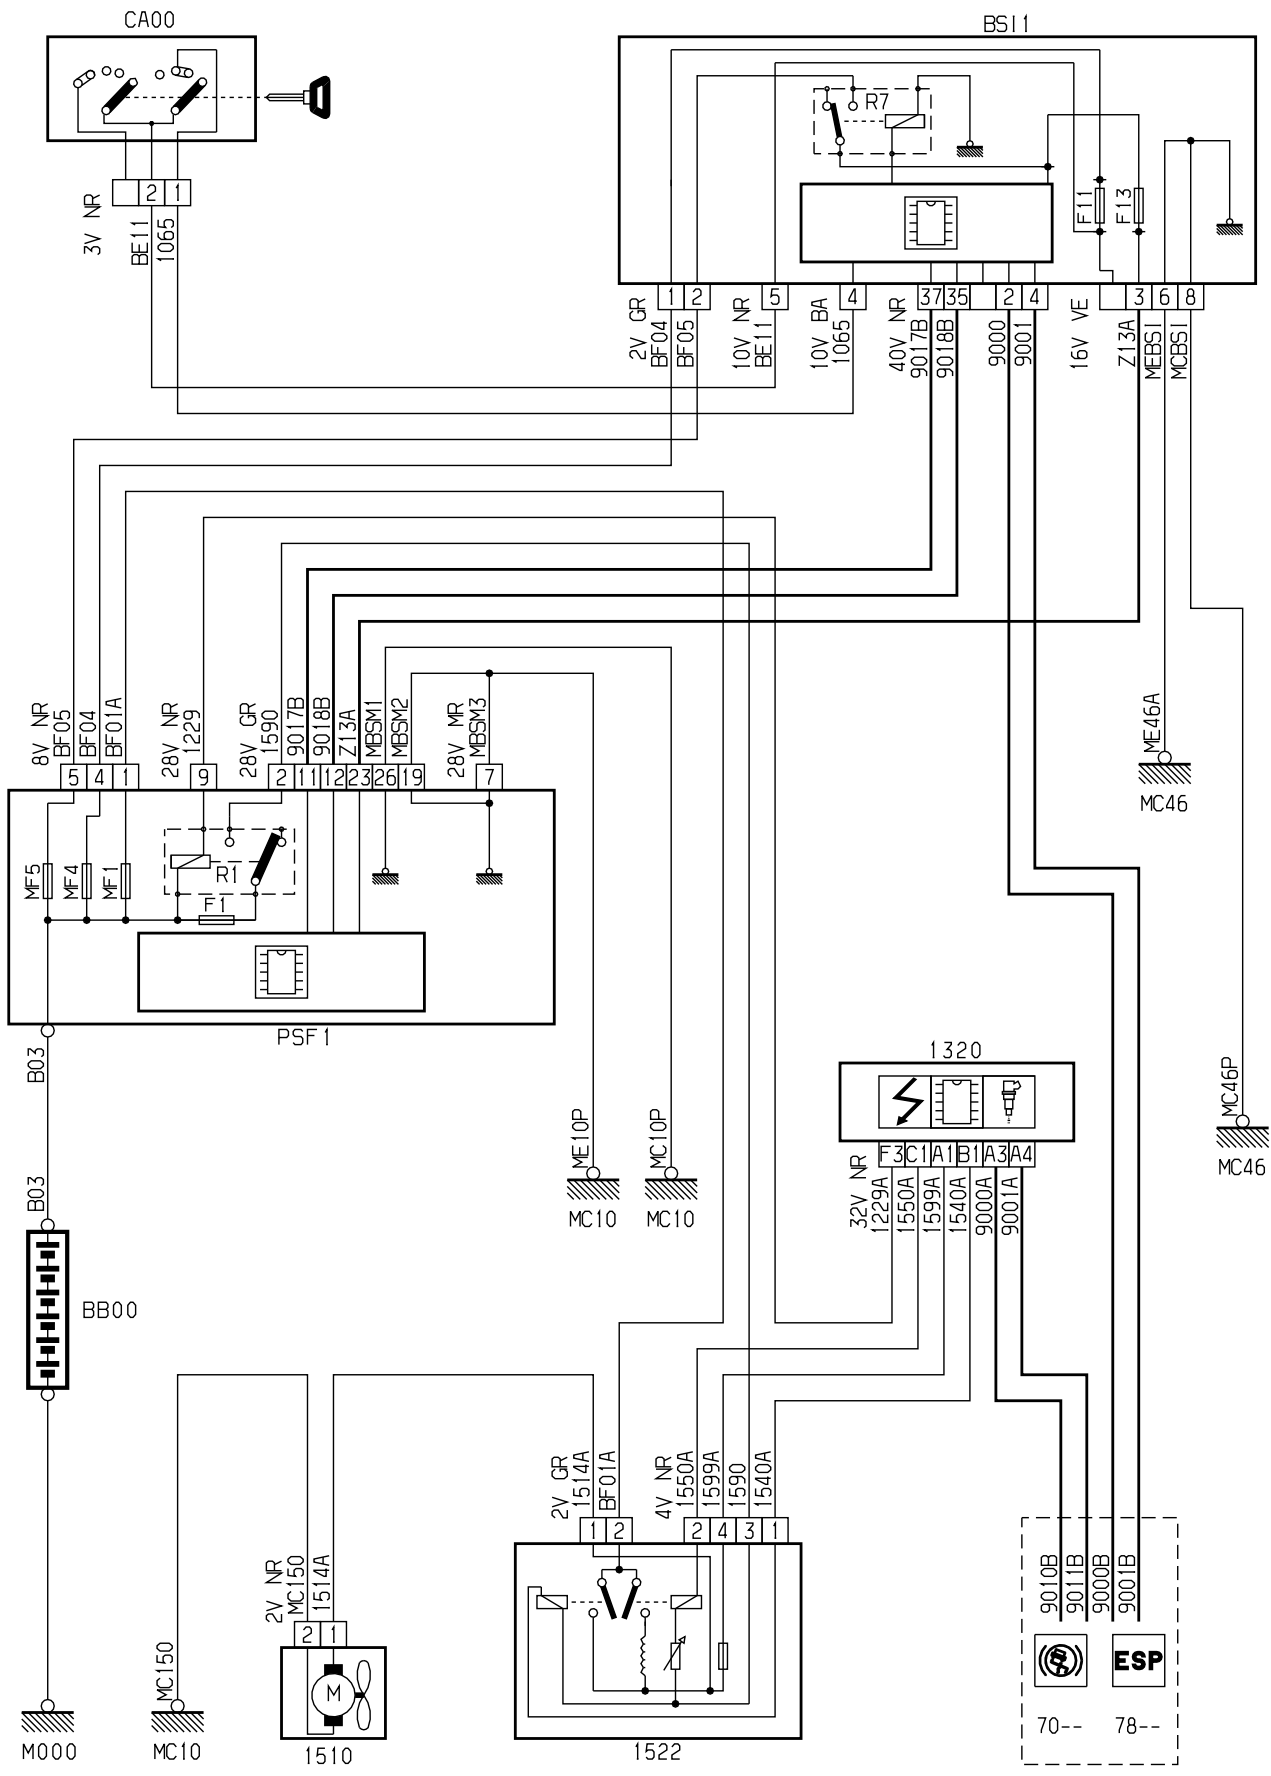 CA00
BSI1
R7
F11
F13
2 1
3V NR
BE11
1065
1 2 5 4 37 35 2 4 3 6 8
2V GR
BF04
BF05
10V NR
BE11
10V BA
1065
40V NR
9017B
9018B
9000
9001
16V VE
Z13A
MEBSI
MCBSI
8V NR
BF05
BF04
BF01A
28V NR
1229
28V GR
1590
9017B
9018B
Z13A
MBSM1
MBSM2
28V MR
MBSM3
ME46A
5 4 1 9 2 11 12 23 26 19 7
MC46
MF5
MF4
MF1
R1
F1
PSF1
B03
1320
MC46P
MC46
F3 C1 A1 B1 A3 A4
ME10P
MC10P
32V NR
1229A
1550A
1599A
1540A
9000A
9001A
MC10
MC10
B03
BB00
2V GR
1514A
BF01A
4V NR
1550A
1599A
1590
1540A
1 2 2 4 3 1
2V NR
MC150
1514A
9010B
9011B
9000B
9001B
2 1
MC150
M
ESP
70--
78--
M000
MC10
1510
1522